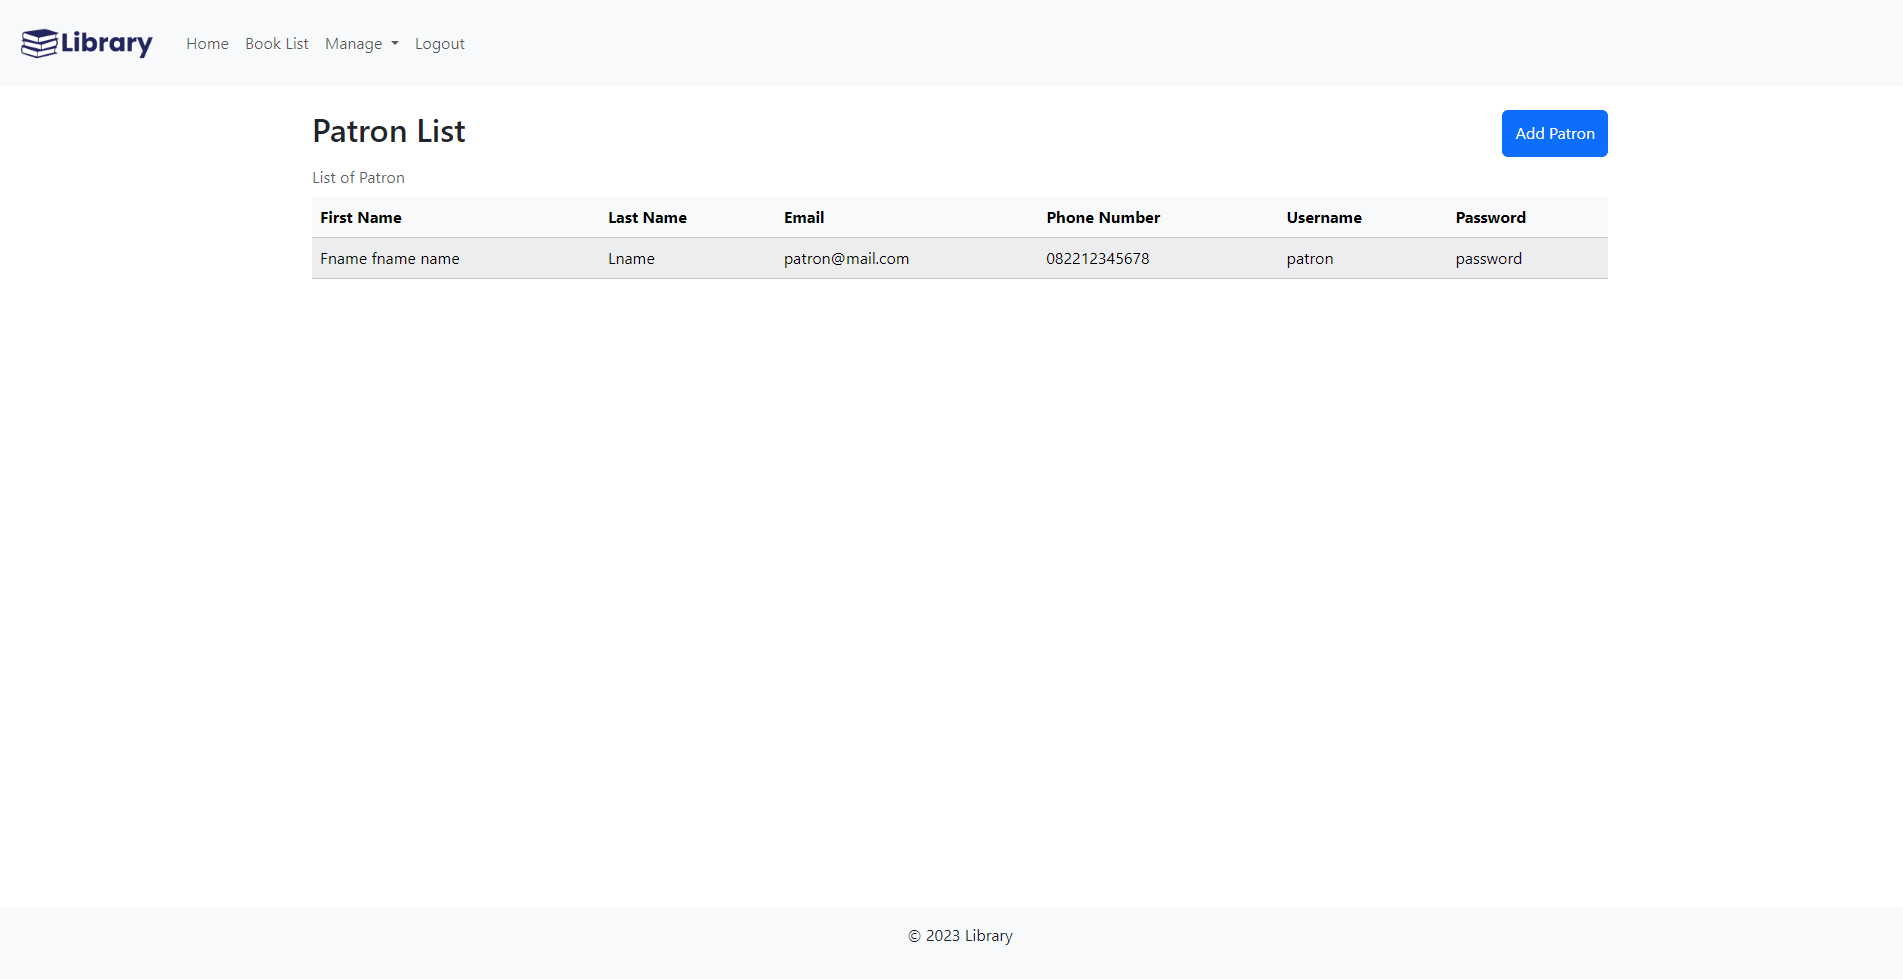 Library Home Book List Manage Logout
Patron List Add Patron
List of Patron
First Name Last Name Email Phone Number Username Password
Fname fname name Lname patron@mail.com 082212345678 patron password
© 2023 Library